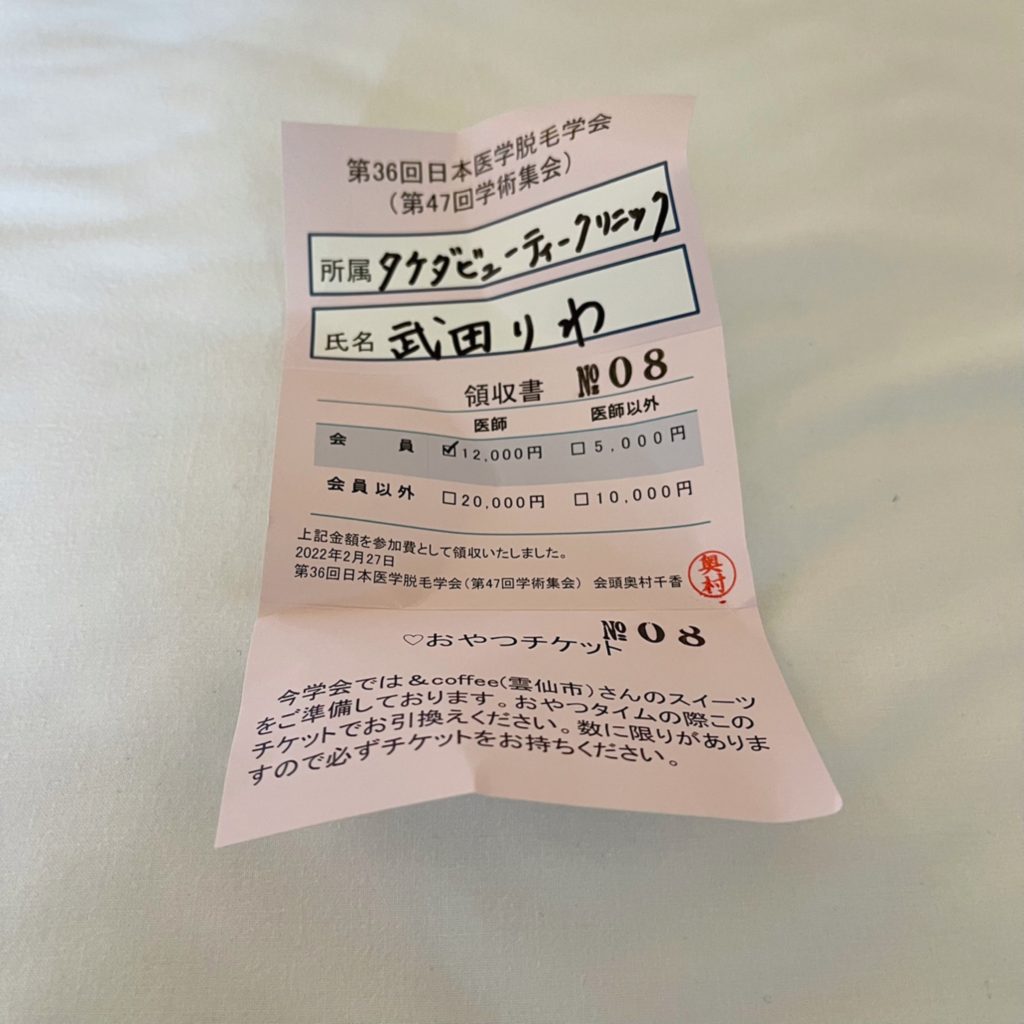 第36回日本医学脱毛学会
（第47回学術集会）
所属 タケダビューティークリニック
氏名 武田りわ
領収書 №08
医師 医師以外
会員 ☑12,000円 □5,000円
会員以外 □20,000円 □10,000円
上記金額を参加費として領収いたしました。
2022年2月27日
第36回日本医学脱毛学会（第47回学術集会） 会頭奥村千香
奥村
№08
♡おやつチケット
今学会では＆coffee(雲仙市)さんのスイーツ
をご準備しております。おやつタイムの際この
チケットでお引換えください。数に限りがありま
すので必ずチケットをお持ちください。